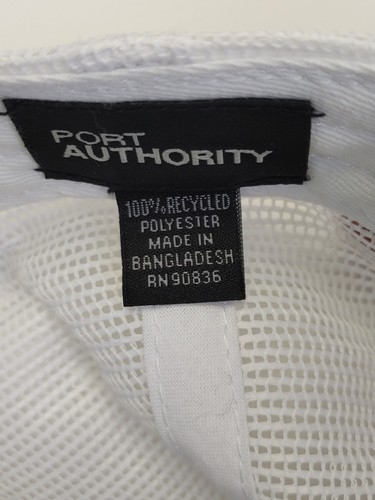 PORT
AUTHORITY
100% RECYCLED
POLYESTER
MADE IN
BANGLADESH
RN 90836